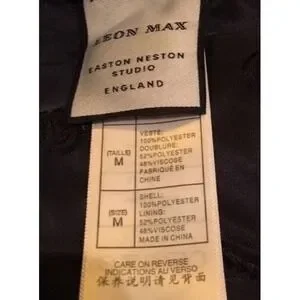 LEON MAX
EASTON NESTON
STUDIO
ENGLAND
(TAILLE)
M
VESTE:
100%POLYESTER
DOUBLURE:
52%POLYESTER
48%VISCOSE
FABRIQUÉ EN
CHINE
(SIZE)
M
SHELL:
100%POLYESTER
LINING:
52%POLYESTER
48%VISCOSE
MADE IN CHINA
CARE ON REVERSE
INDICATIONS AU VERSO
保养说明请见背面